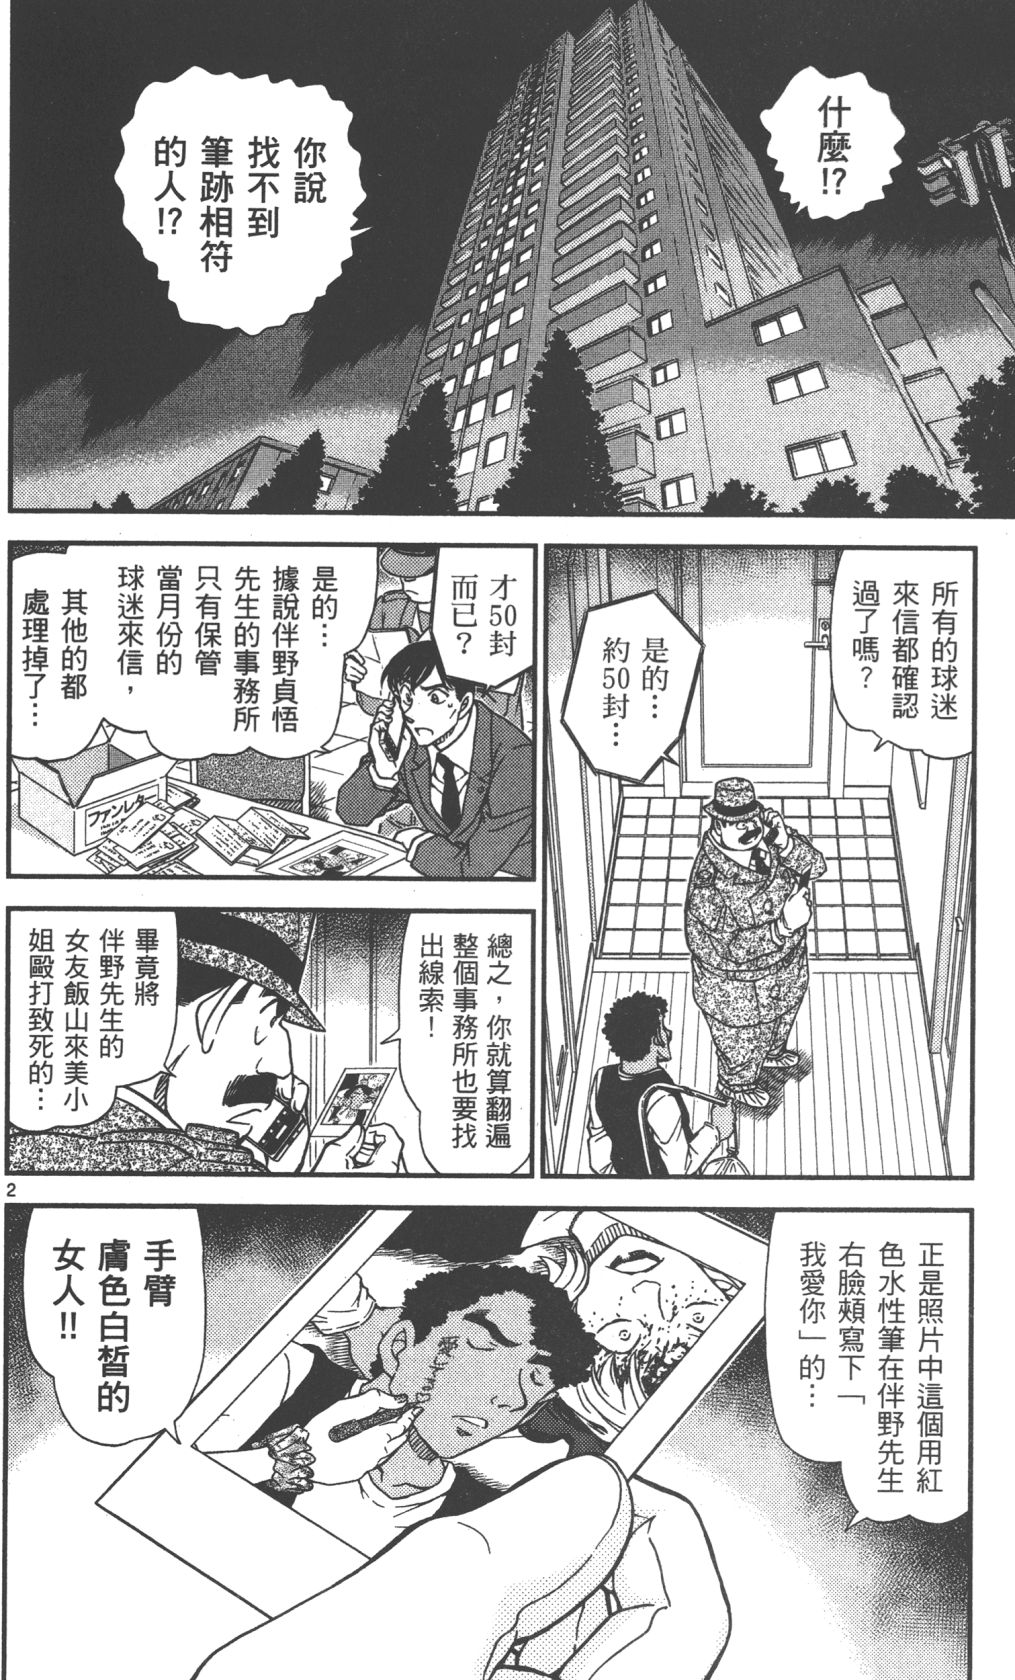 什麼!?
你說
找不到
筆跡相符
的人!?
所有的球迷
來信都確認
過了嗎？
是的…
約50封…
才50封
而已？
是的…
據說伴野貞悟
先生的事務所
只有保管
當月份的
球迷來信，
其他的都
處理掉了…
ファンレター
總之，你就算翻遍
整個事務所也要找
出線索！
畢竟將
伴野先生的
女友飯山來美小
姐毆打致死的…
2
正是照片中這個用紅
色水性筆在伴野先生
右臉頰寫下「
我愛你」的…
手臂
膚色白皙的
女人!!